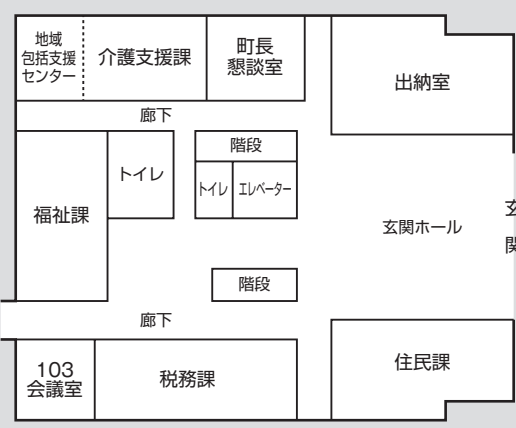 地域
包括支援
センター
介護支援課
町長
懇談室
出納室
廊下
階段
トイレ
トイレ
エレベーター
福祉課
玄関ホール
玄
関
階段
廊下
103
会議室
税務課
住民課